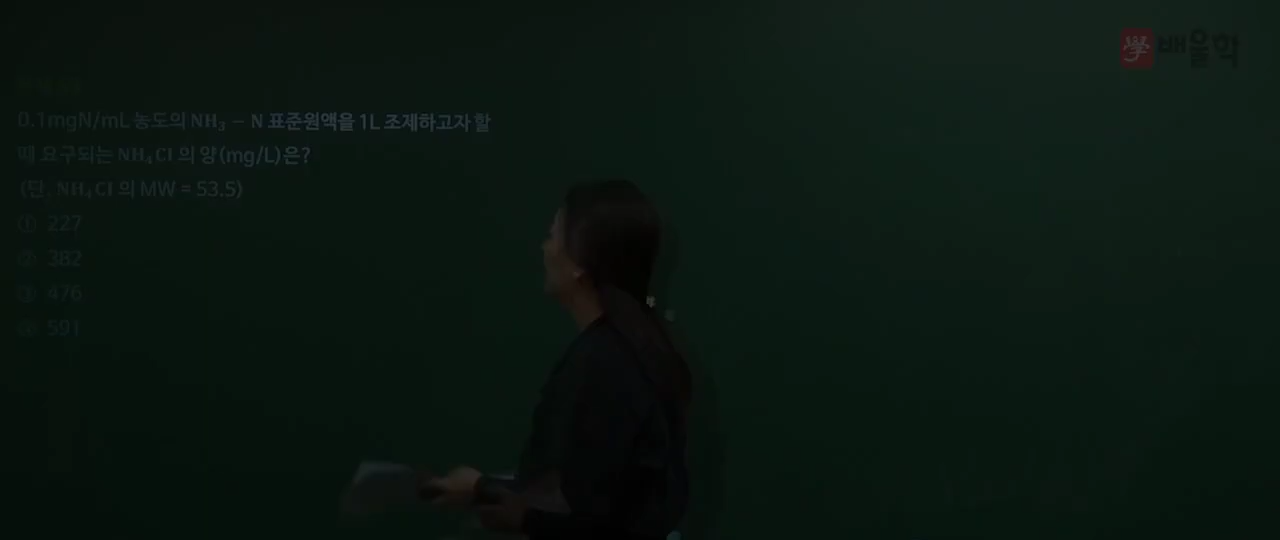 學 배울학
0.1mgN/mL 농도의 NH₃ − N 표준원액을 1L 조제하고자 할
때 요구되는 NH₄Cl 의 양(mg/L)은?
(단, NH₄Cl 의 MW = 53.5)
① 227
② 382
③ 476
④ 591